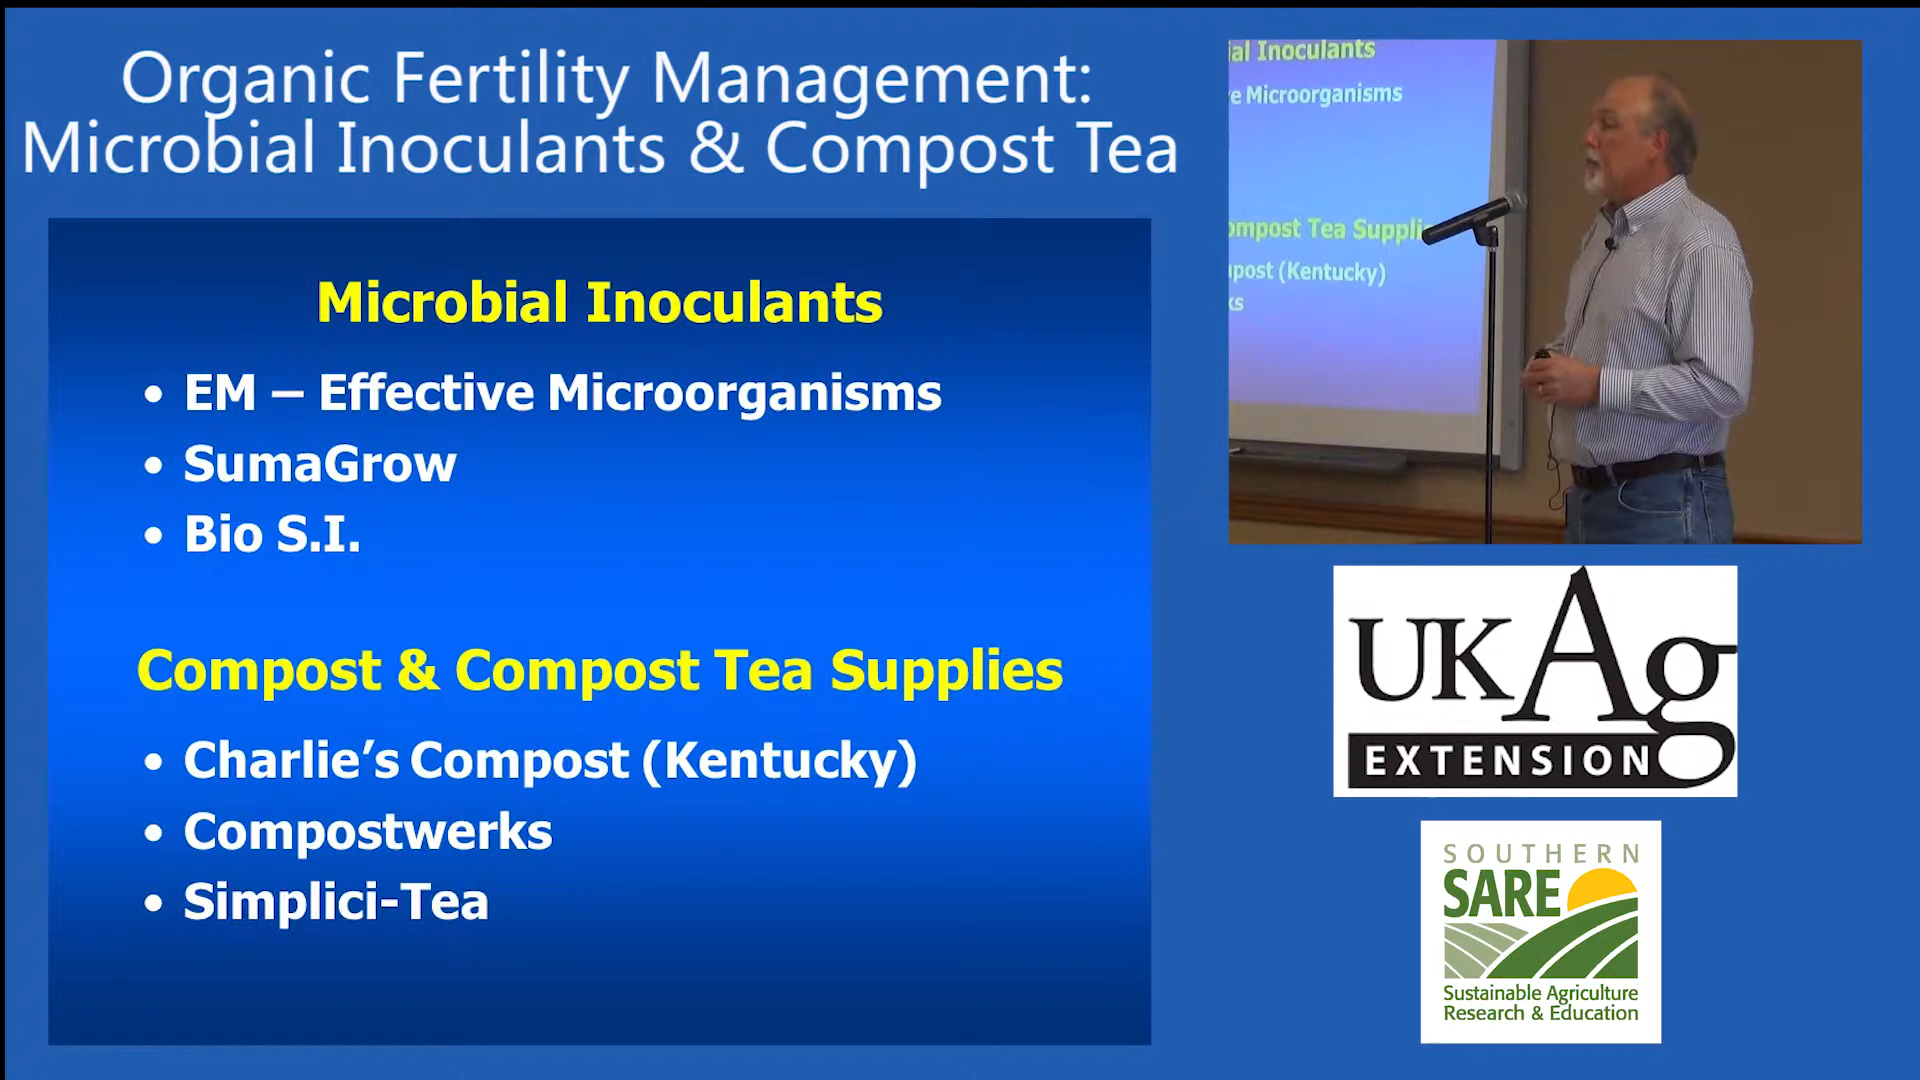 Organic Fertility Management:
Microbial Inoculants & Compost Tea
Microbial Inoculants
• EM – Effective Microorganisms
• SumaGrow
• Bio S.I.
Compost & Compost Tea Supplies
• Charlie’s Compost (Kentucky)
• Compostwerks
• Simplici-Tea
ial Inoculants
e Microorganisms
ompost Tea Suppli
post (Kentucky)
ks
UKAg
EXTENSION
SOUTHERN
SARE
Sustainable Agriculture
Research & Education